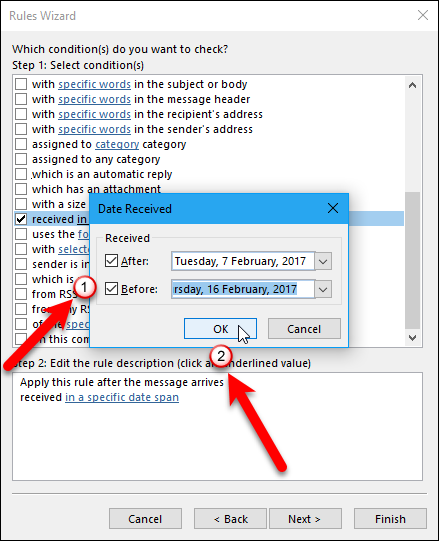 Rules Wizard
Which condition(s) do you want to check?
Step 1: Select condition(s)
with specific words in the subject or body
with specific words in the message header
with specific words in the recipient's address
with specific words in the sender's address
assigned to category category
assigned to any category
which is an automatic reply
which has an attachment
with a size
received in
uses the
with
sender is in
which is
from RSS
from any RS
of the spec
on this com
Date Received
Received
After: Tuesday, 7 February, 2017
Before: rsday, 16 February, 2017
OK Cancel
1
2
Step 2: Edit the rule description (click an underlined value)
Apply this rule after the message arrives
received in a specific date span
Cancel < Back Next > Finish